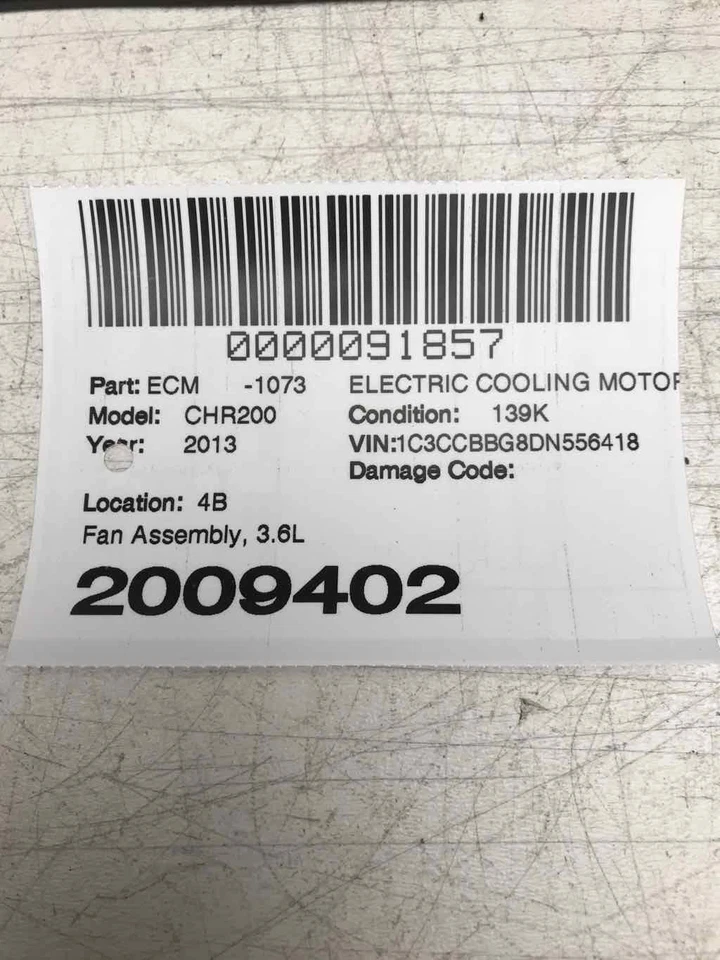 0000091857
Part: ECM -1073 ELECTRIC COOLING MOTOR
Model: CHR200 Condition: 139K
Year: 2013 VIN:1C3CCBBG8DN556418
Damage Code:
Location: 4B
Fan Assembly, 3.6L
2009402